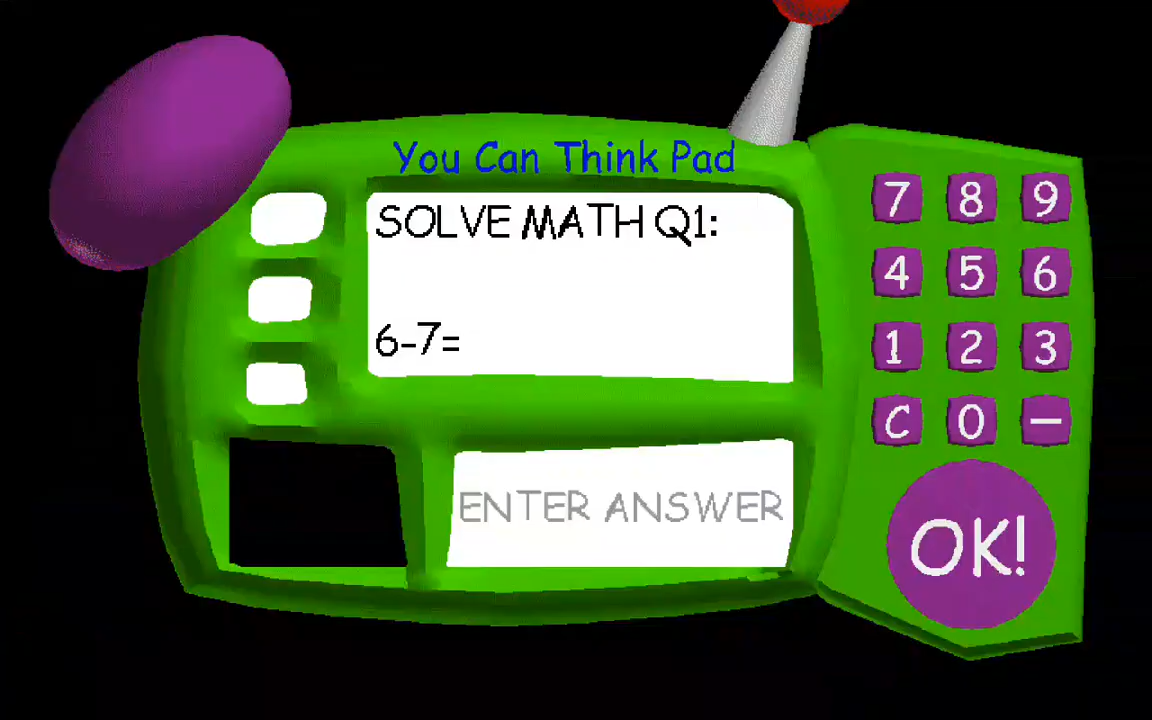 You Can Think Pad
SOLVE MATH Q1:
6-7=
ENTER ANSWER
7 8 9
4 5 6
1 2 3
C 0 -
OK!